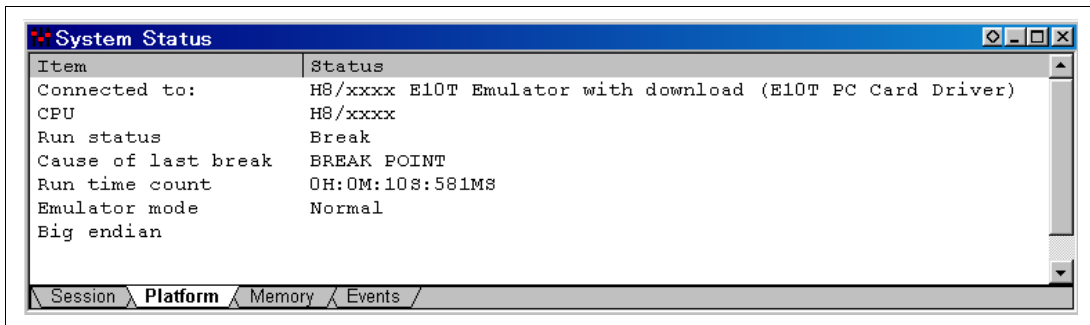 System Status
Item Status
Connected to: H8/xxxx E10T Emulator with download (E10T PC Card Driver)
CPU H8/xxxx
Run status Break
Cause of last break BREAK POINT
Run time count 0H:0M:10S:581MS
Emulator mode Normal
Big endian
Session Platform Memory Events